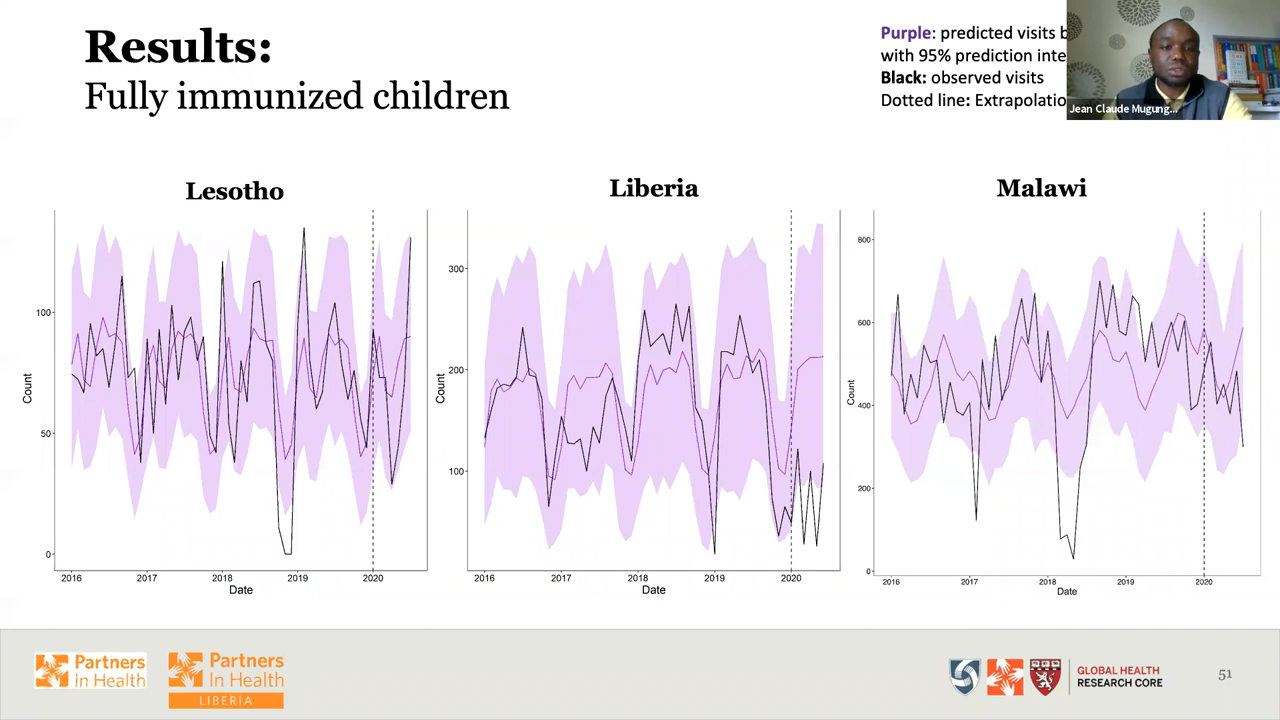 Results:
Fully immunized children
Purple: predicted visits
with 95% prediction
Black: observed visits
Dotted line:
Jean Claude Mugung...
Lesotho
Count
100
50
0
2016 2017 2018 2019 2020
Date
Liberia
Count
300
200
100
2016 2017 2018 2019 2020
Date
Malawi
Count
800
600
400
200
0
2016 2017 2018 2019 2020
Date
Partners
In Health
Partners
In Health
LIBERIA
GLOBAL HEALTH
RESEARCH CORE
51